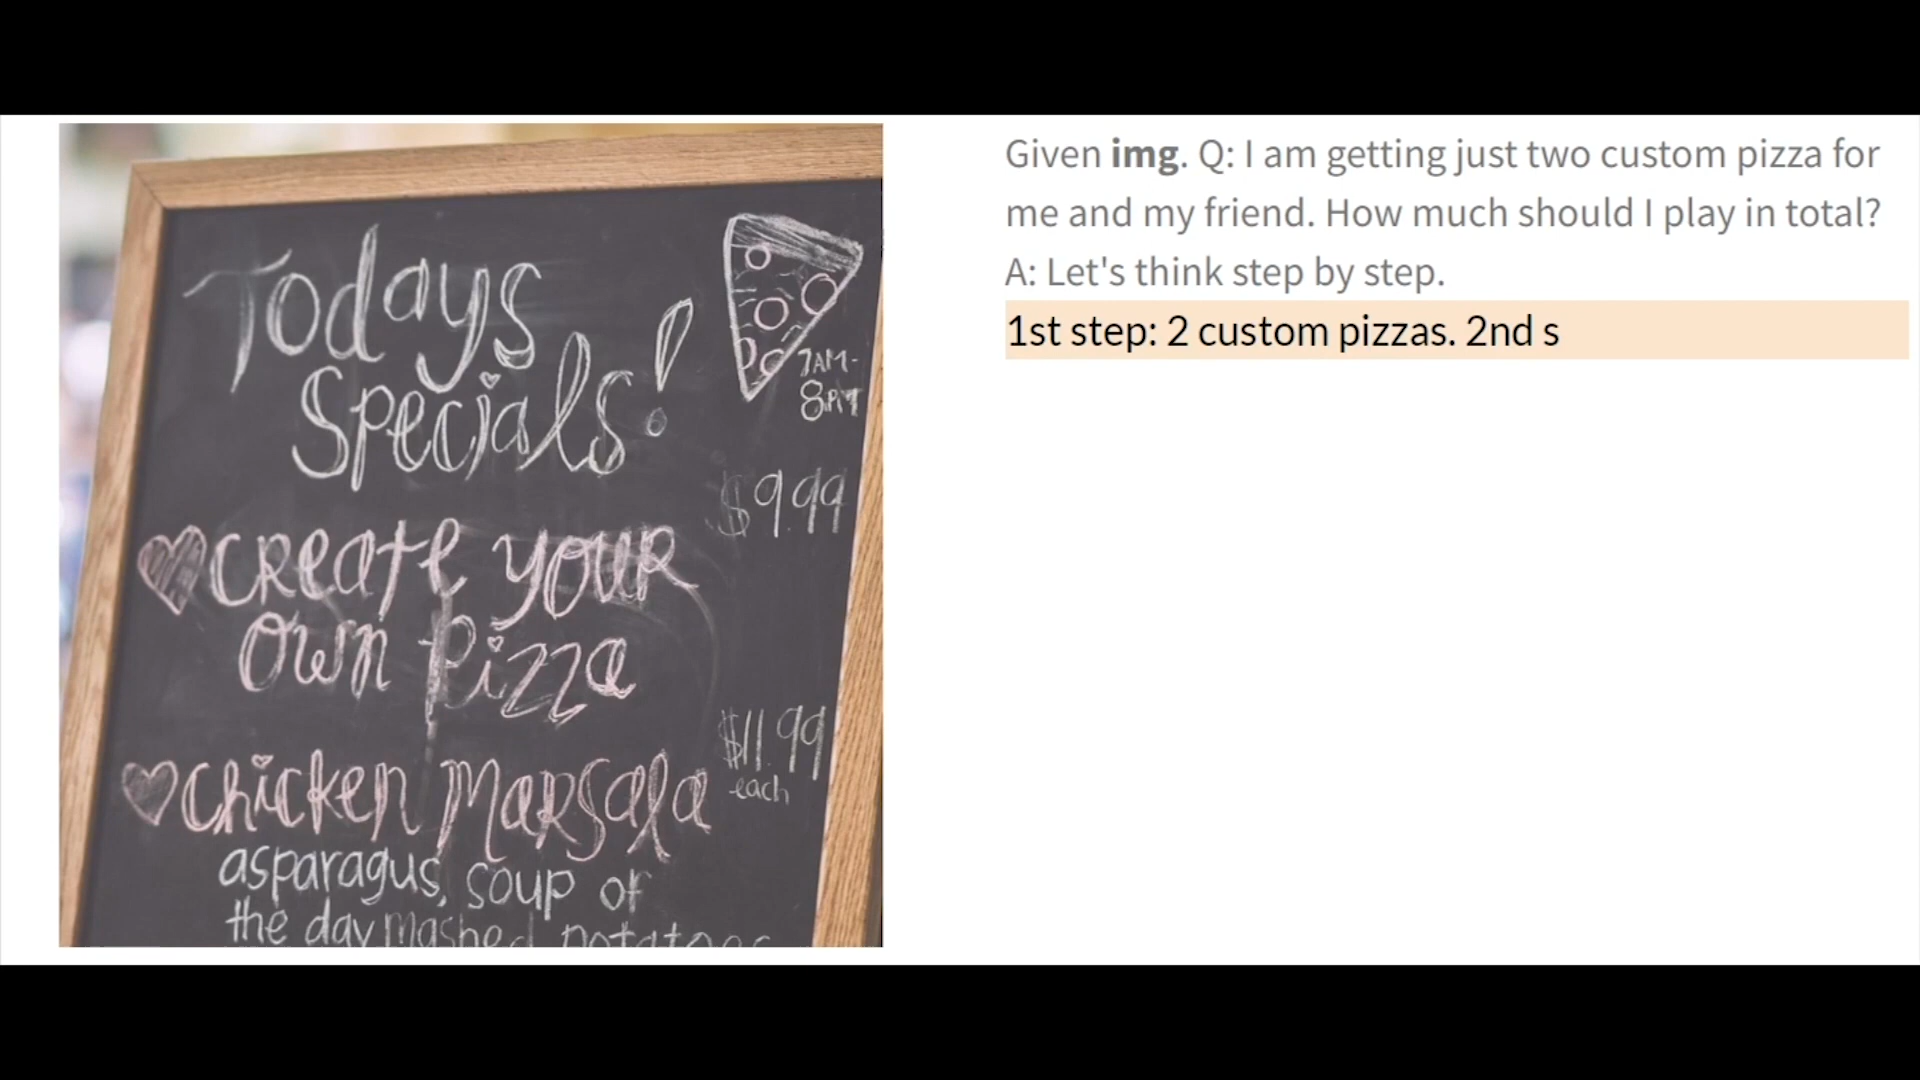 Todays
Specials!
7AM-
8PM
$9.99
Create your
own Pizza
$11.99
each
Chicken Marsala
asparagus, soup of
the day mashed potatoes
Given img. Q: I am getting just two custom pizza for
me and my friend. How much should I play in total?
A: Let's think step by step.
1st step: 2 custom pizzas. 2nd s